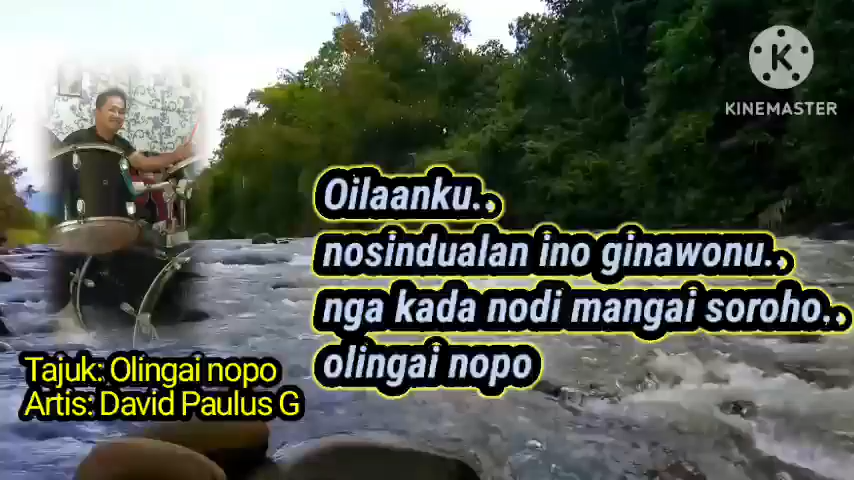 KINEMASTER
Oilaanku..
nosindualan ino ginawonu..
nga kada nodi mangai soroho..
olingai nopo
Tajuk: Olingai nopo
Artis: David Paulus G